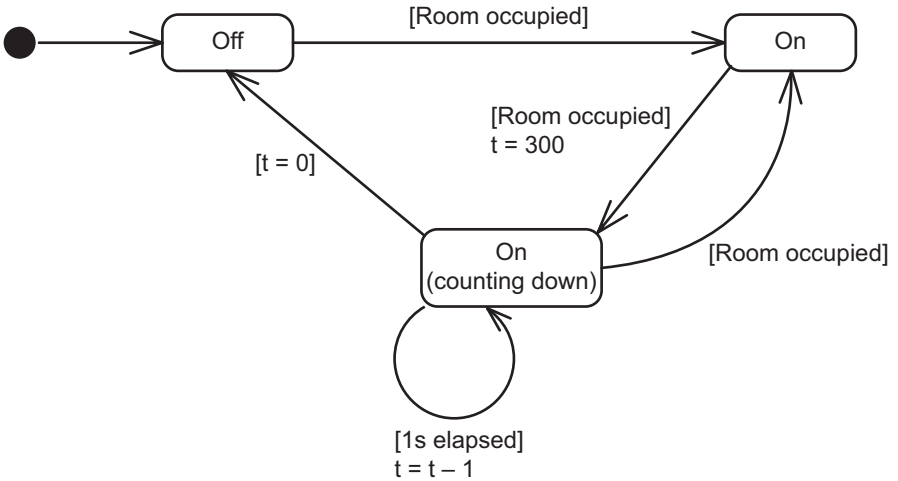 [Room occupied]
Off
On
[Room occupied]
t = 300
[t = 0]
On
(counting down)
[Room occupied]
[1s elapsed]
t = t – 1